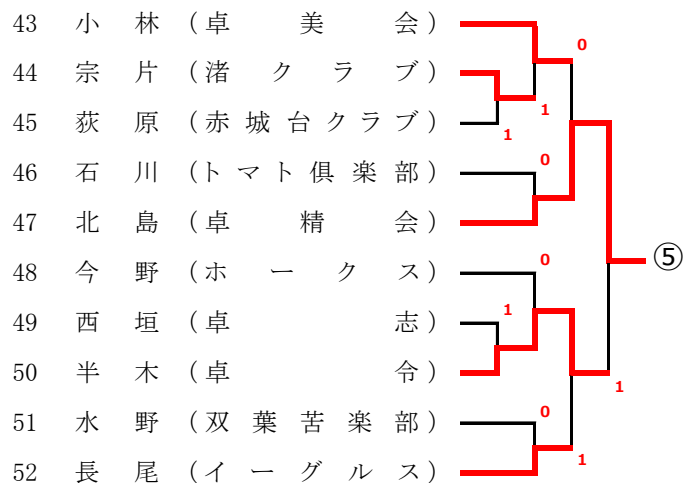 43 小林(卓美会)
0
44 宗片(渚クラブ)
1
45 荻原(赤城台クラブ)
1
46 石川(トマト倶楽部)
0
47 北島(卓精会)
⑤
48 今野(ホークス)
0
49 西垣(卓志)
1
50 半木(卓令)
1
51 水野(双葉苦楽部)
0
52 長尾(イーグルス)
1